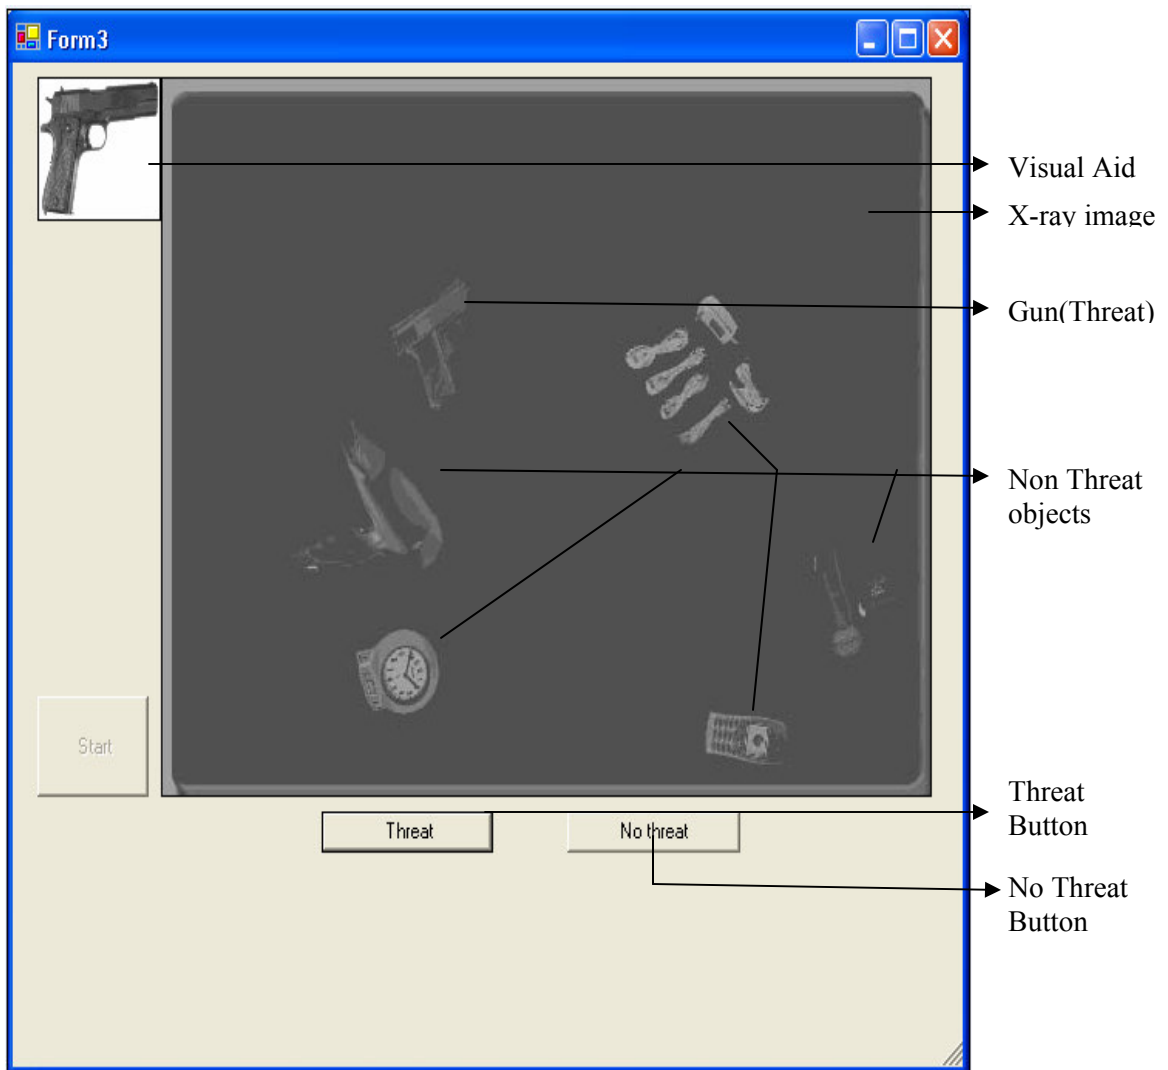 Form3
Visual Aid
X-ray image
Gun(Threat)
Non Threat
objects
Start
Threat
Button
Threat
No threat
No Threat
Button